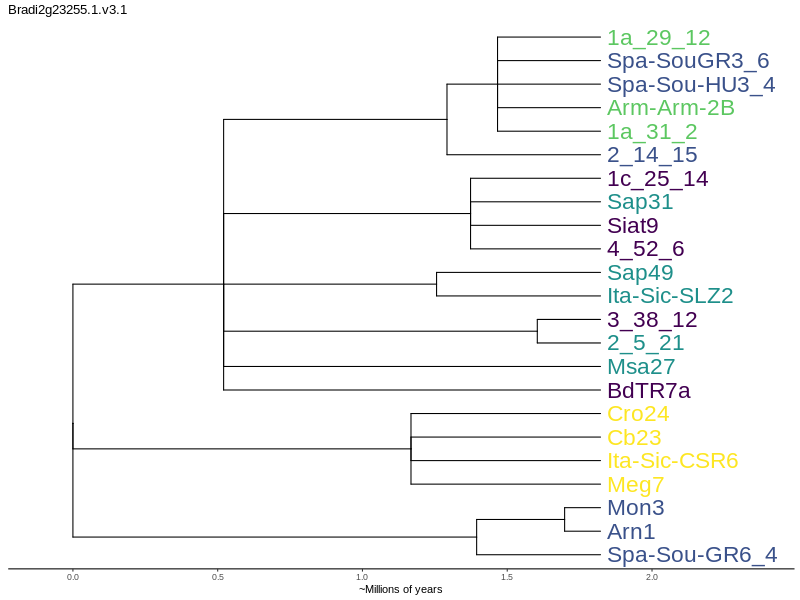 Bradi2g23255.1.v3.1
1a_29_12
Spa-SouGR3_6
Spa-Sou-HU3_4
Arm-Arm-2B
1a_31_2
2_14_15
1c_25_14
Sap31
Siat9
4_52_6
Sap49
Ita-Sic-SLZ2
3_38_12
2_5_21
Msa27
BdTR7a
Cro24
Cb23
Ita-Sic-CSR6
Meg7
Mon3
Arn1
Spa-Sou-GR6_4
0.0 0.5 1.0 1.5 2.0
~Millions of years